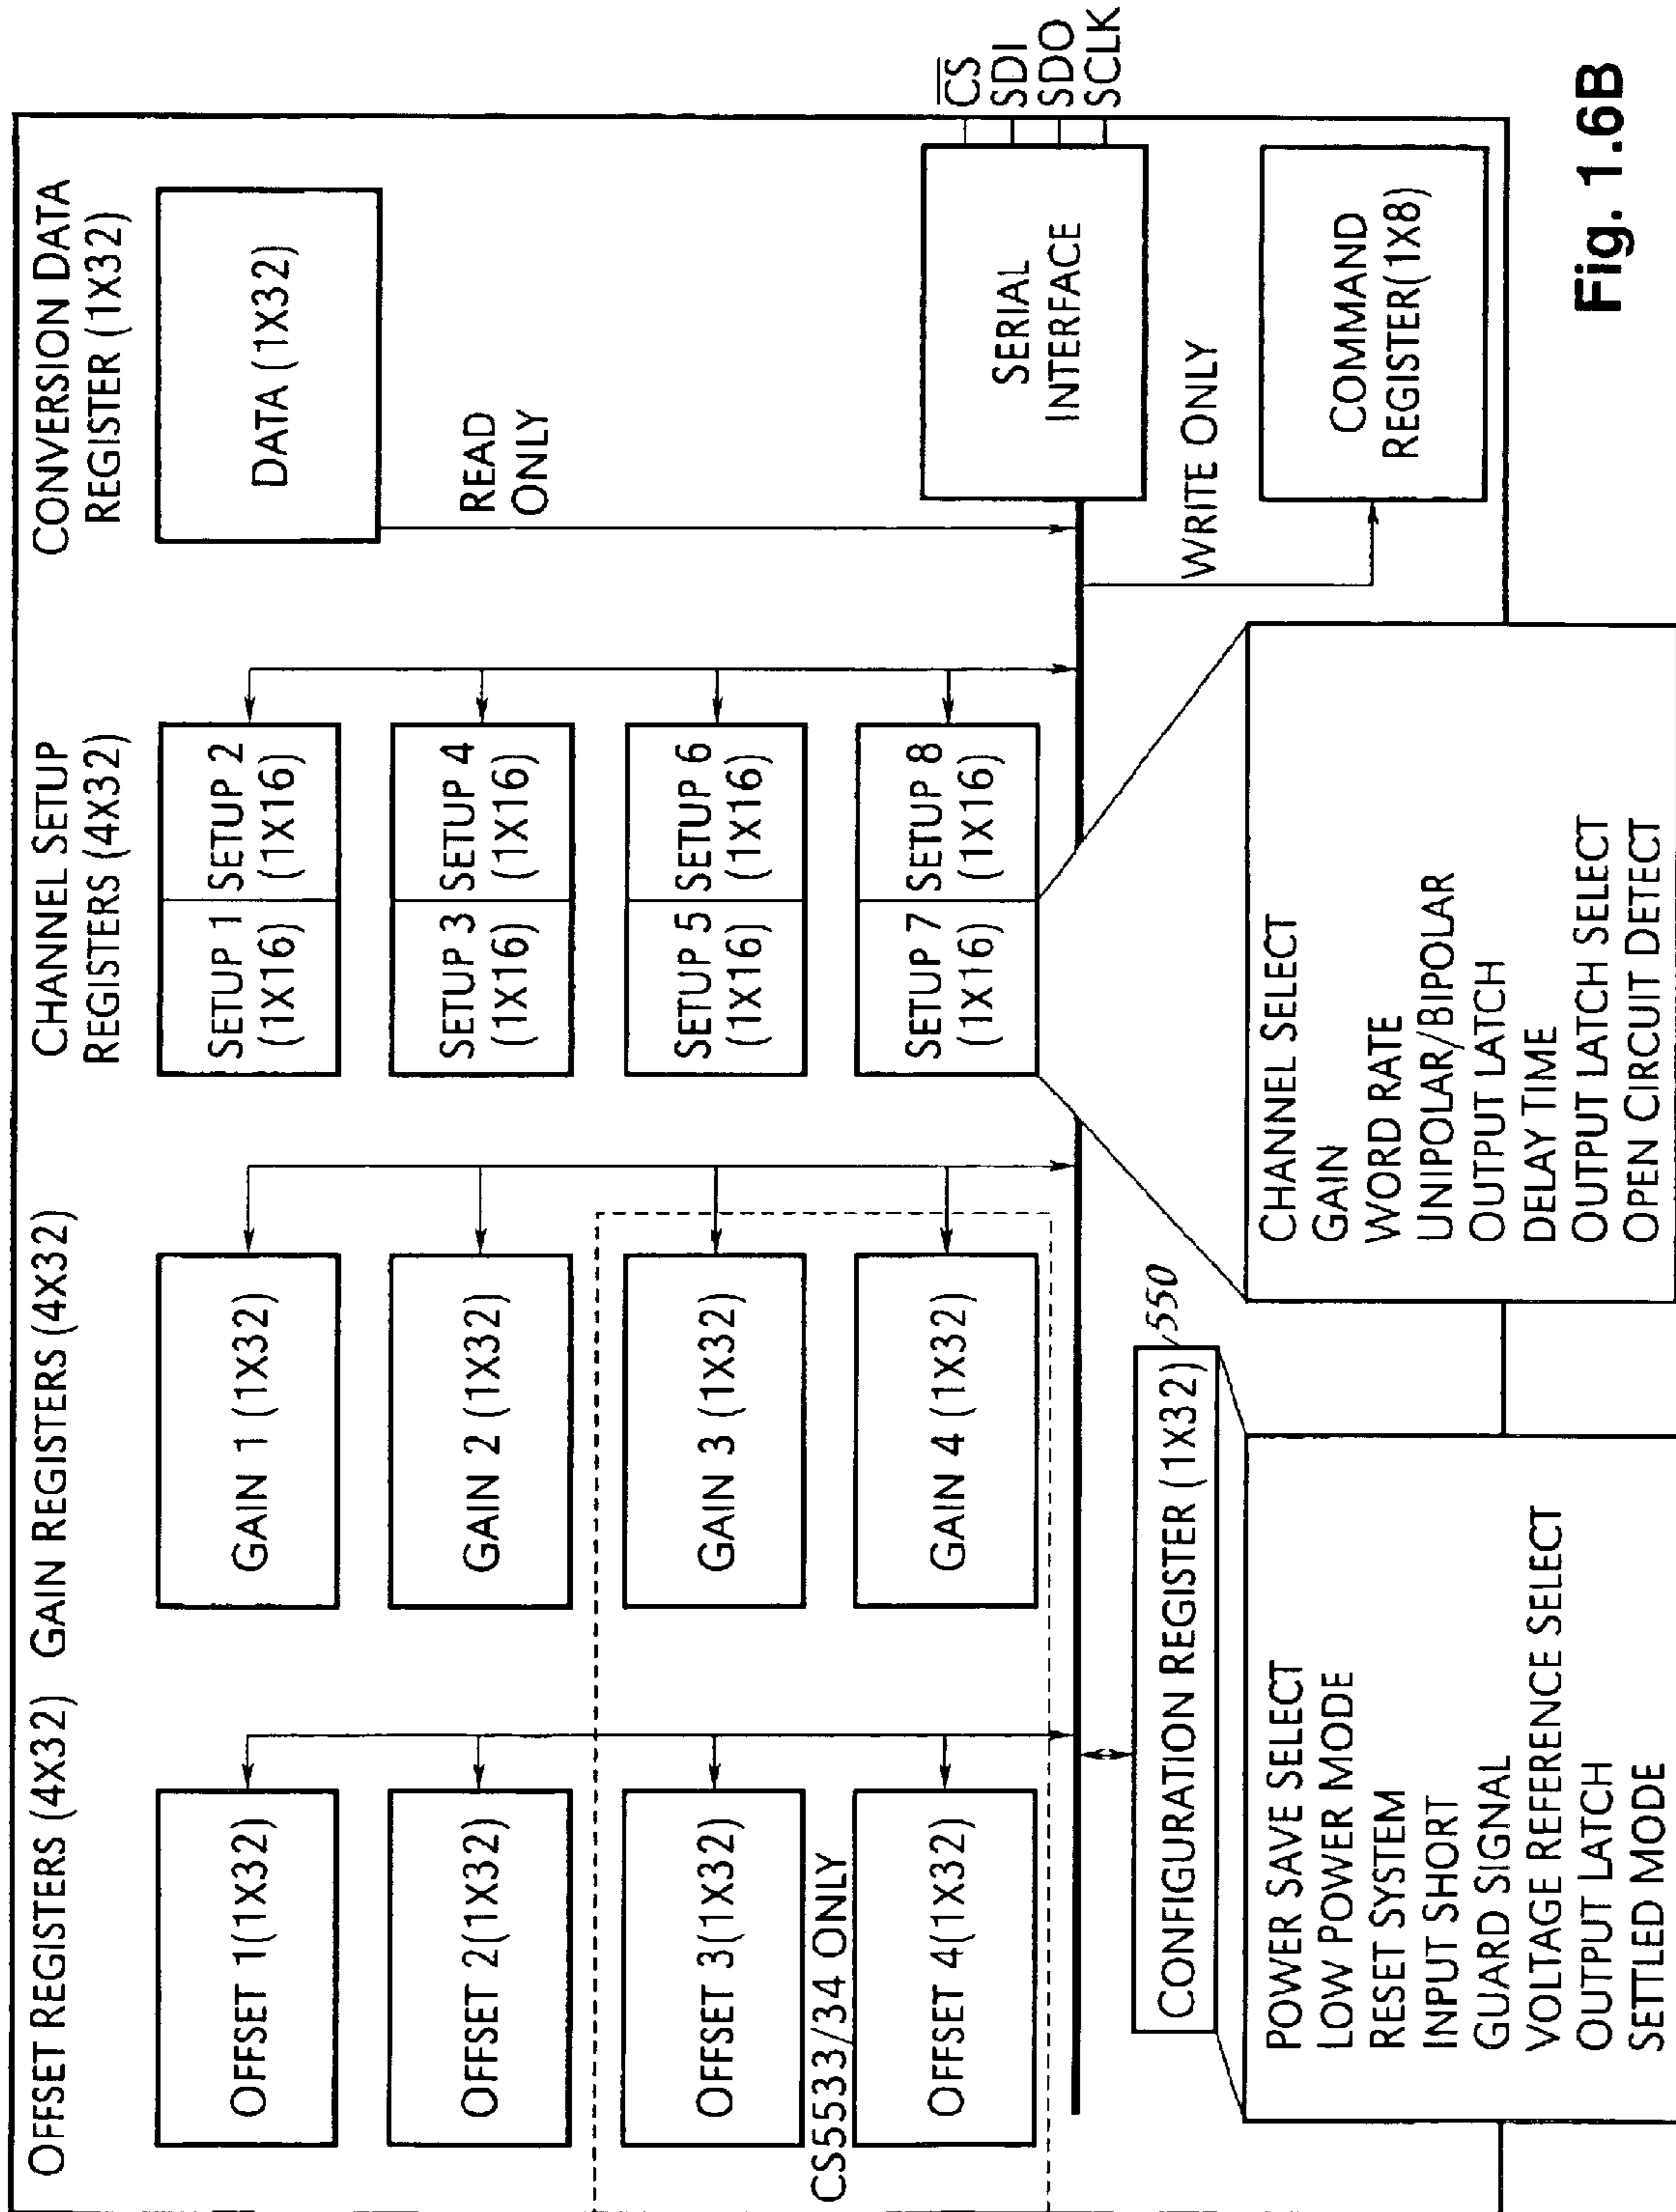 OFFSET REGISTERS (4X32)
GAIN REGISTERS (4X32)
CHANNEL SETUP
REGISTERS (4X32)
CONVERSION DATA
REGISTER (1X32)
OFFSET 1(1X32)
GAIN 1 (1X32)
SETUP 1
(1X16)
SETUP 2
(1X16)
DATA (1X32)
OFFSET 2(1X32)
GAIN 2 (1X32)
SETUP 3
(1X16)
SETUP 4
(1X16)
READ
ONLY
OFFSET 3(1X32)
GAIN 3 (1X32)
SETUP 5
(1X16)
SETUP 6
(1X16)
CS5533/34 ONLY
OFFSET 4(1X32)
GAIN 4 (1X32)
SETUP 7
(1X16)
SETUP 8
(1X16)
SERIAL
INTERFACE
C̅S̅
SDI
SDO
SCLK
CONFIGURATION REGISTER (1X32)
550
WRITE ONLY
COMMAND
REGISTER(1X8)
POWER SAVE SELECT
LOW POWER MODE
RESET SYSTEM
INPUT SHORT
GUARD SIGNAL
VOLTAGE REFERENCE SELECT
OUTPUT LATCH
SETTLED MODE
CHANNEL SELECT
GAIN
WORD RATE
UNIPOLAR/BIPOLAR
OUTPUT LATCH
DELAY TIME
OUTPUT LATCH SELECT
OPEN CIRCUIT DETECT
Fig. 1.6B